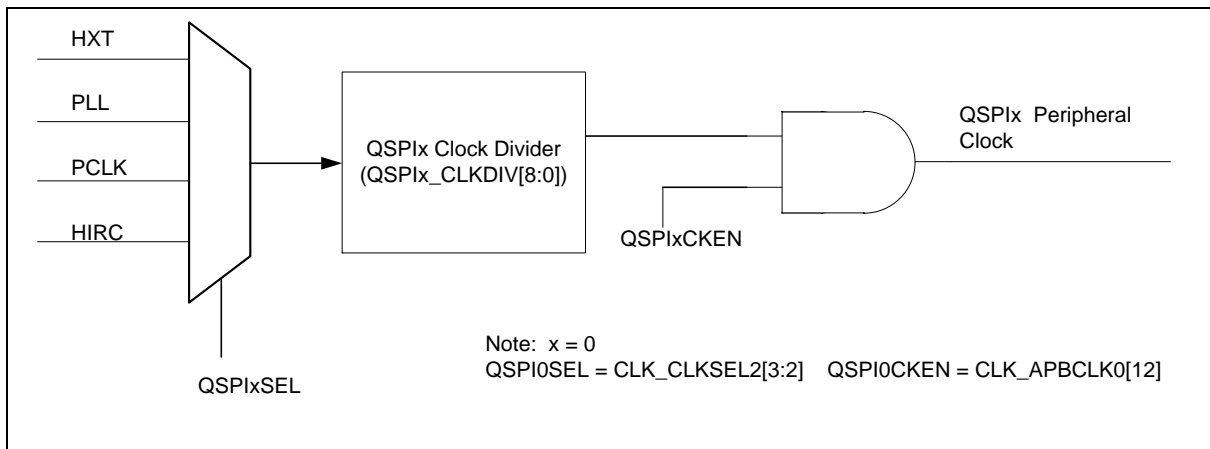 HXT
PLL
PCLK
HIRC
QSPIxSEL
QSPIx Clock Divider
(QSPIx_CLKDIV[8:0])
QSPIxCKEN
QSPIx Peripheral
Clock
Note: x = 0
QSPI0SEL = CLK_CLKSEL2[3:2] QSPI0CKEN = CLK_APBCLK0[12]